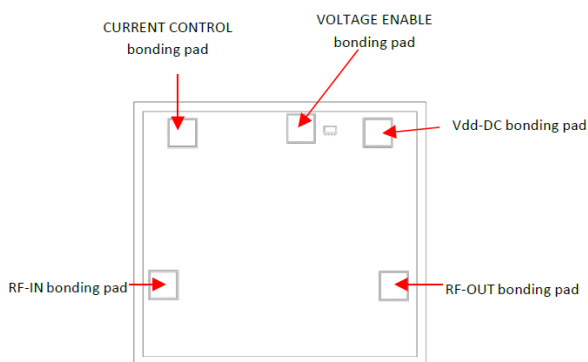 CURRENT CONTROL
bonding pad
VOLTAGE ENABLE
bonding pad
Vdd-DC bonding pad
RF-IN bonding pad
RF-OUT bonding pad